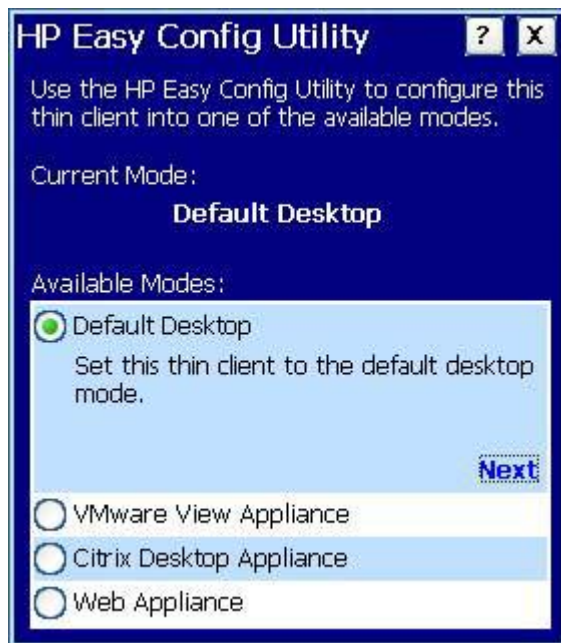 HP Easy Config Utility ? X
Use the HP Easy Config Utility to configure this
thin client into one of the available modes.
Current Mode:
Default Desktop
Available Modes:
Default Desktop
Set this thin client to the default desktop
mode.
Next
VMware View Appliance
Citrix Desktop Appliance
Web Appliance